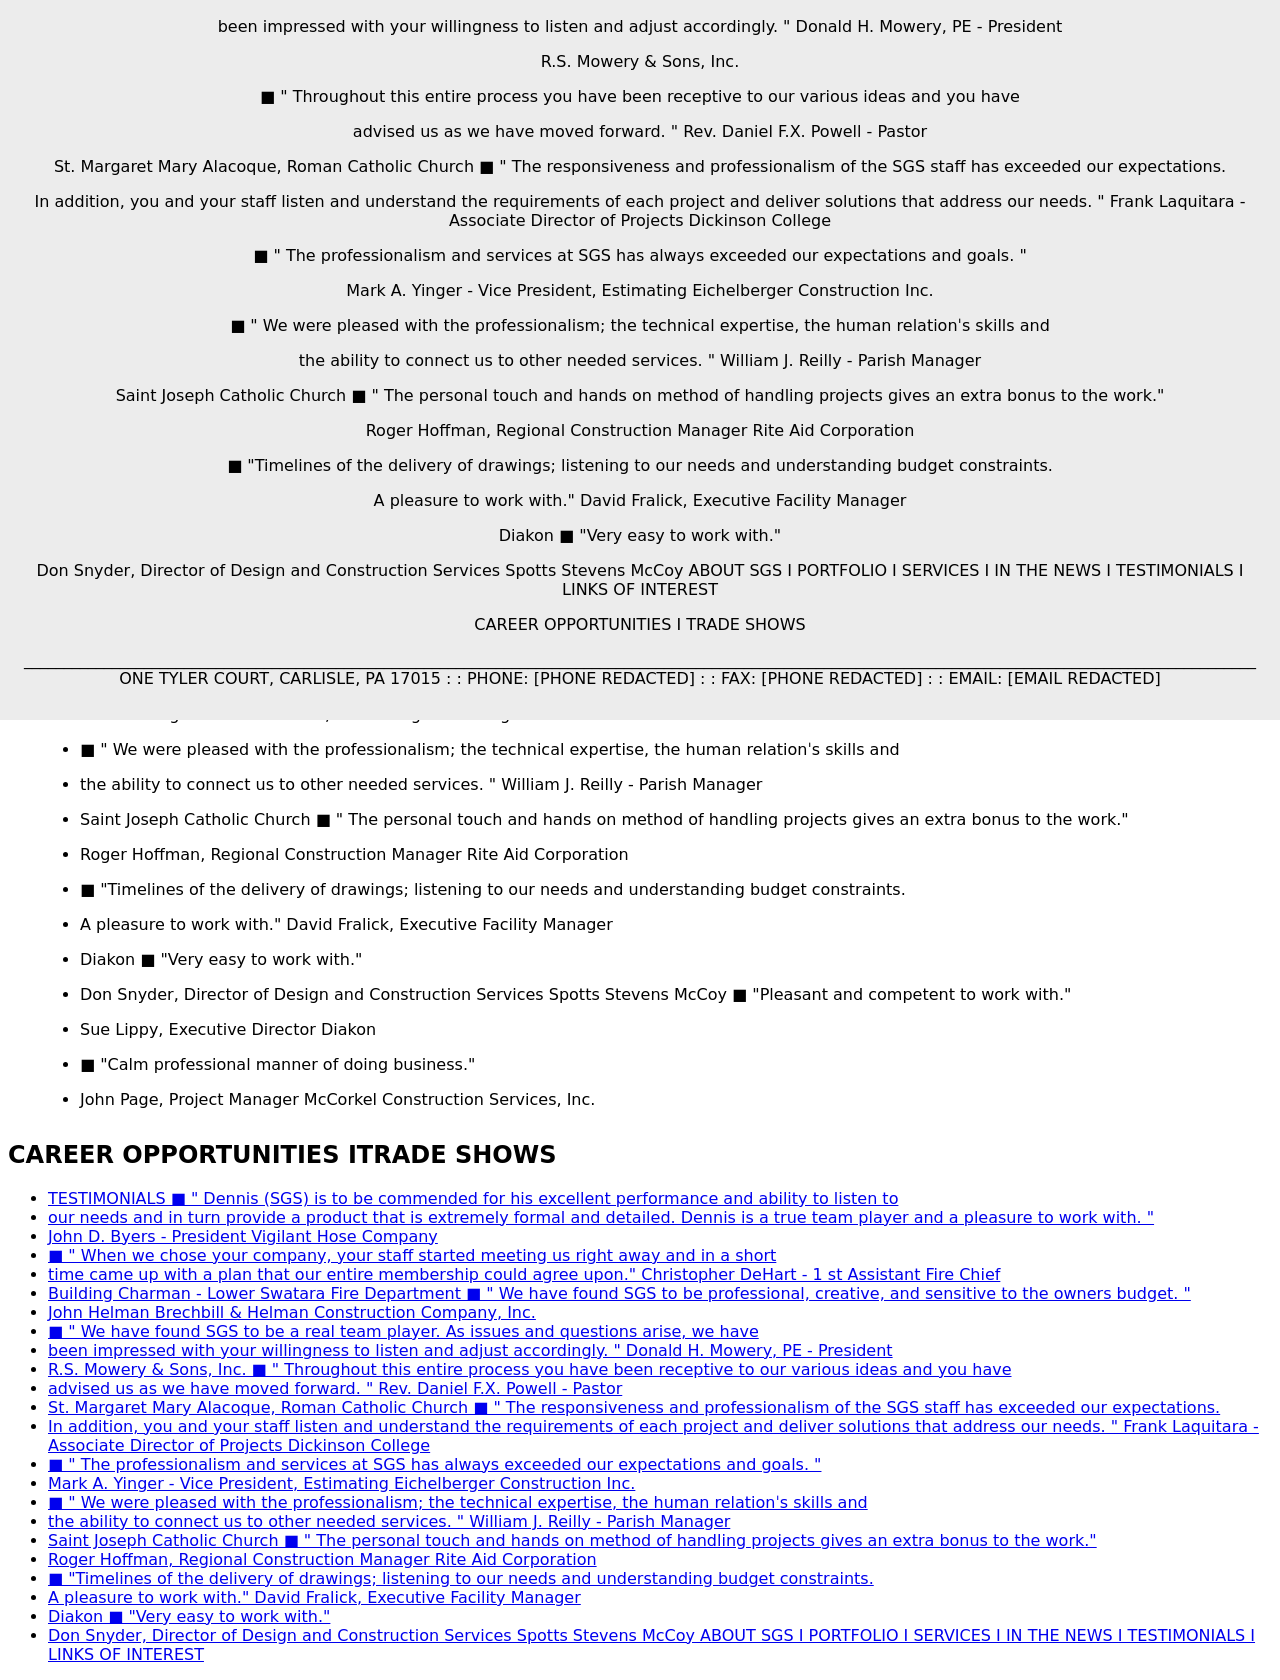 been impressed with your willingness to listen and adjust accordingly. " Donald H. Mowery, PE - President
R.S. Mowery & Sons, Inc.
■ " Throughout this entire process you have been receptive to our various ideas and you have
advised us as we have moved forward. " Rev. Daniel F.X. Powell - Pastor
St. Margaret Mary Alacoque, Roman Catholic Church ■ " The responsiveness and professionalism of the SGS staff has exceeded our expectations.
In addition, you and your staff listen and understand the requirements of each project and deliver solutions that address our needs. " Frank Laquitara -
Associate Director of Projects Dickinson College
■ " The professionalism and services at SGS has always exceeded our expectations and goals. "
Mark A. Yinger - Vice President, Estimating Eichelberger Construction Inc.
■ " We were pleased with the professionalism; the technical expertise, the human relation's skills and
the ability to connect us to other needed services. " William J. Reilly - Parish Manager
Saint Joseph Catholic Church ■ " The personal touch and hands on method of handling projects gives an extra bonus to the work."
Roger Hoffman, Regional Construction Manager Rite Aid Corporation
■ "Timelines of the delivery of drawings; listening to our needs and understanding budget constraints.
A pleasure to work with." David Fralick, Executive Facility Manager
Diakon ■ "Very easy to work with."
Don Snyder, Director of Design and Construction Services Spotts Stevens McCoy ABOUT SGS I PORTFOLIO I SERVICES I IN THE NEWS I TESTIMONIALS I
LINKS OF INTEREST
CAREER OPPORTUNITIES I TRADE SHOWS
ONE TYLER COURT, CARLISLE, PA 17015 : : PHONE: [PHONE REDACTED] : : FAX: [PHONE REDACTED] : : EMAIL: [EMAIL REDACTED]
• ■ " We were pleased with the professionalism; the technical expertise, the human relation's skills and
• the ability to connect us to other needed services. " William J. Reilly - Parish Manager
• Saint Joseph Catholic Church ■ " The personal touch and hands on method of handling projects gives an extra bonus to the work."
• Roger Hoffman, Regional Construction Manager Rite Aid Corporation
• ■ "Timelines of the delivery of drawings; listening to our needs and understanding budget constraints.
• A pleasure to work with." David Fralick, Executive Facility Manager
• Diakon ■ "Very easy to work with."
• Don Snyder, Director of Design and Construction Services Spotts Stevens McCoy ■ "Pleasant and competent to work with."
• Sue Lippy, Executive Director Diakon
• ■ "Calm professional manner of doing business."
• John Page, Project Manager McCorkel Construction Services, Inc.
CAREER OPPORTUNITIES ITRADE SHOWS
• TESTIMONIALS ■ " Dennis (SGS) is to be commended for his excellent performance and ability to listen to
• our needs and in turn provide a product that is extremely formal and detailed. Dennis is a true team player and a pleasure to work with. "
• John D. Byers - President Vigilant Hose Company
• ■ " When we chose your company, your staff started meeting us right away and in a short
• time came up with a plan that our entire membership could agree upon." Christopher DeHart - 1 st Assistant Fire Chief
• Building Charman - Lower Swatara Fire Department ■ " We have found SGS to be professional, creative, and sensitive to the owners budget. "
• John Helman Brechbill & Helman Construction Company, Inc.
• ■ " We have found SGS to be a real team player. As issues and questions arise, we have
• been impressed with your willingness to listen and adjust accordingly. " Donald H. Mowery, PE - President
• R.S. Mowery & Sons, Inc. ■ " Throughout this entire process you have been receptive to our various ideas and you have
• advised us as we have moved forward. " Rev. Daniel F.X. Powell - Pastor
• St. Margaret Mary Alacoque, Roman Catholic Church ■ " The responsiveness and professionalism of the SGS staff has exceeded our expectations.
• In addition, you and your staff listen and understand the requirements of each project and deliver solutions that address our needs. " Frank Laquitara -
Associate Director of Projects Dickinson College
• ■ " The professionalism and services at SGS has always exceeded our expectations and goals. "
• Mark A. Yinger - Vice President, Estimating Eichelberger Construction Inc.
• ■ " We were pleased with the professionalism; the technical expertise, the human relation's skills and
• the ability to connect us to other needed services. " William J. Reilly - Parish Manager
• Saint Joseph Catholic Church ■ " The personal touch and hands on method of handling projects gives an extra bonus to the work."
• Roger Hoffman, Regional Construction Manager Rite Aid Corporation
• ■ "Timelines of the delivery of drawings; listening to our needs and understanding budget constraints.
• A pleasure to work with." David Fralick, Executive Facility Manager
• Diakon ■ "Very easy to work with."
• Don Snyder, Director of Design and Construction Services Spotts Stevens McCoy ABOUT SGS I PORTFOLIO I SERVICES I IN THE NEWS I TESTIMONIALS I
LINKS OF INTEREST